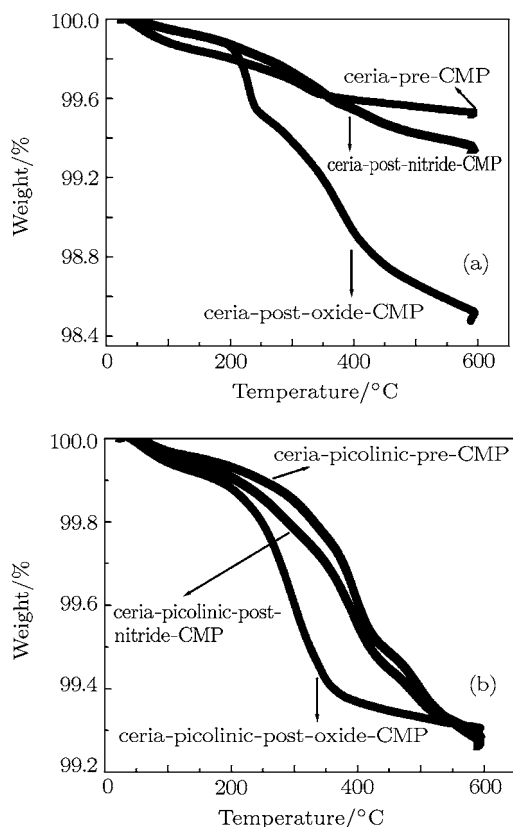 100.0
(a)
ceria-pre-CMP
99.6
ceria-post-nitride-CMP
Weight/%
99.2
98.8
(a)
ceria-post-oxide-CMP
98.4
0
200
400
600
Temperature/°C
100.0
ceria-picolinic-pre-CMP
99.8
Weight/%
99.6
ceria-picolinic-post-
nitride-CMP
99.4
(b)
ceria-picolinic-post-oxide-CMP
99.2
0
200
400
600
Temperature/°C